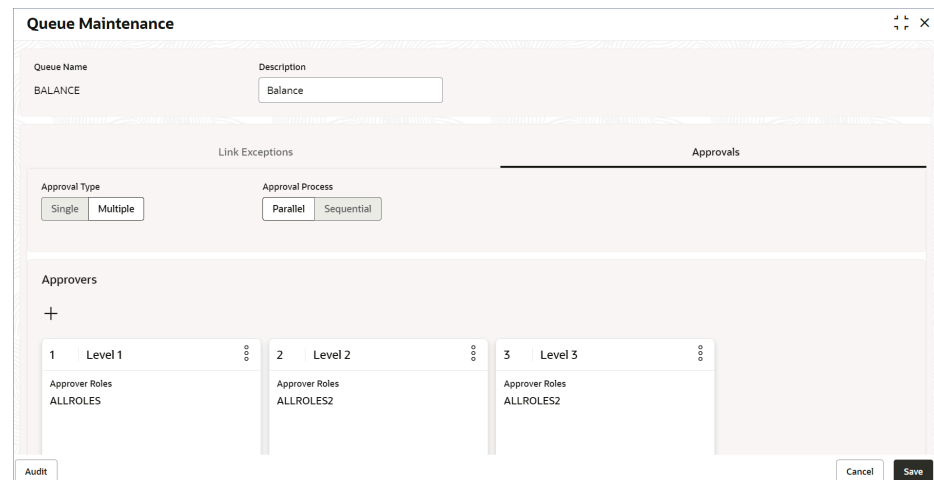 Queue Maintenance
Queue Name Description
BALANCE Balance
Link Exceptions Approvals
Approval Type Approval Process
Single Multiple Parallel Sequential
Approvers
1 Level 1 2 Level 2 3 Level 3
Approver Roles Approver Roles Approver Roles
ALLROLES ALLROLES2 ALLROLES2
Audit Cancel Save